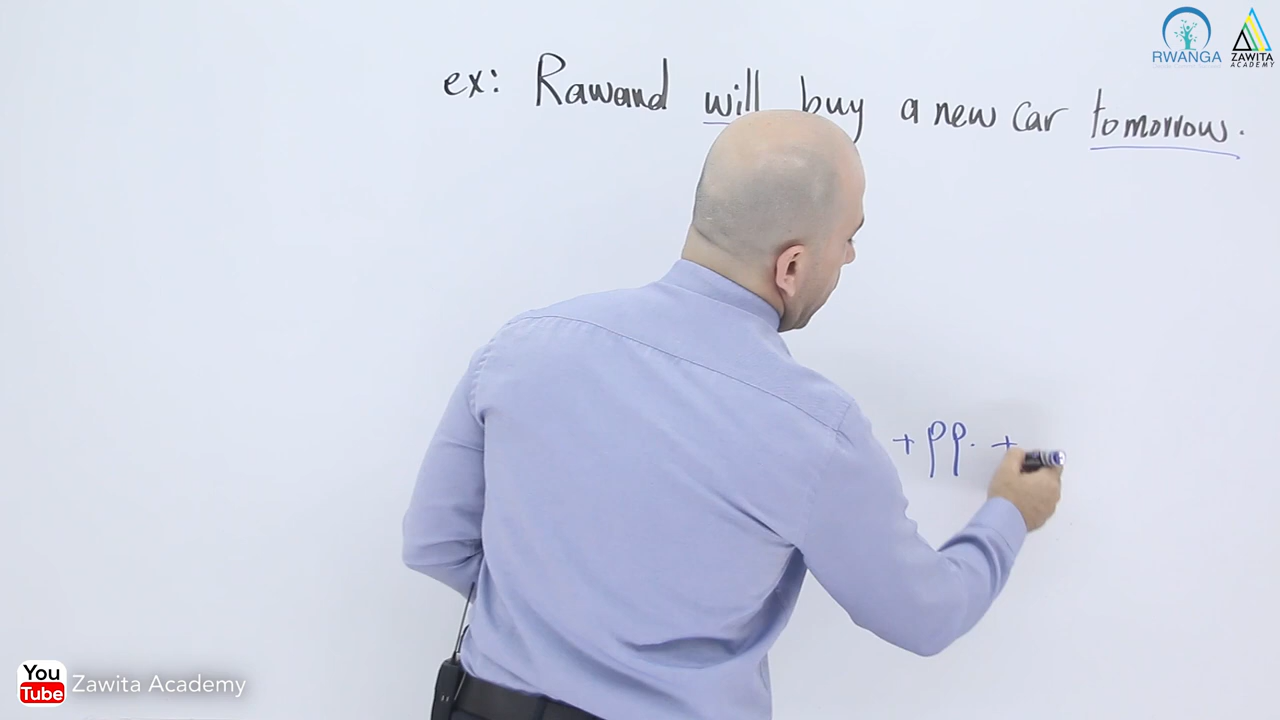 RWANGA
ZAWITA
ACADEMY
ex: Rawand will buy a new car tomorrow.
+ pp. +
You
Tube Zawita Academy